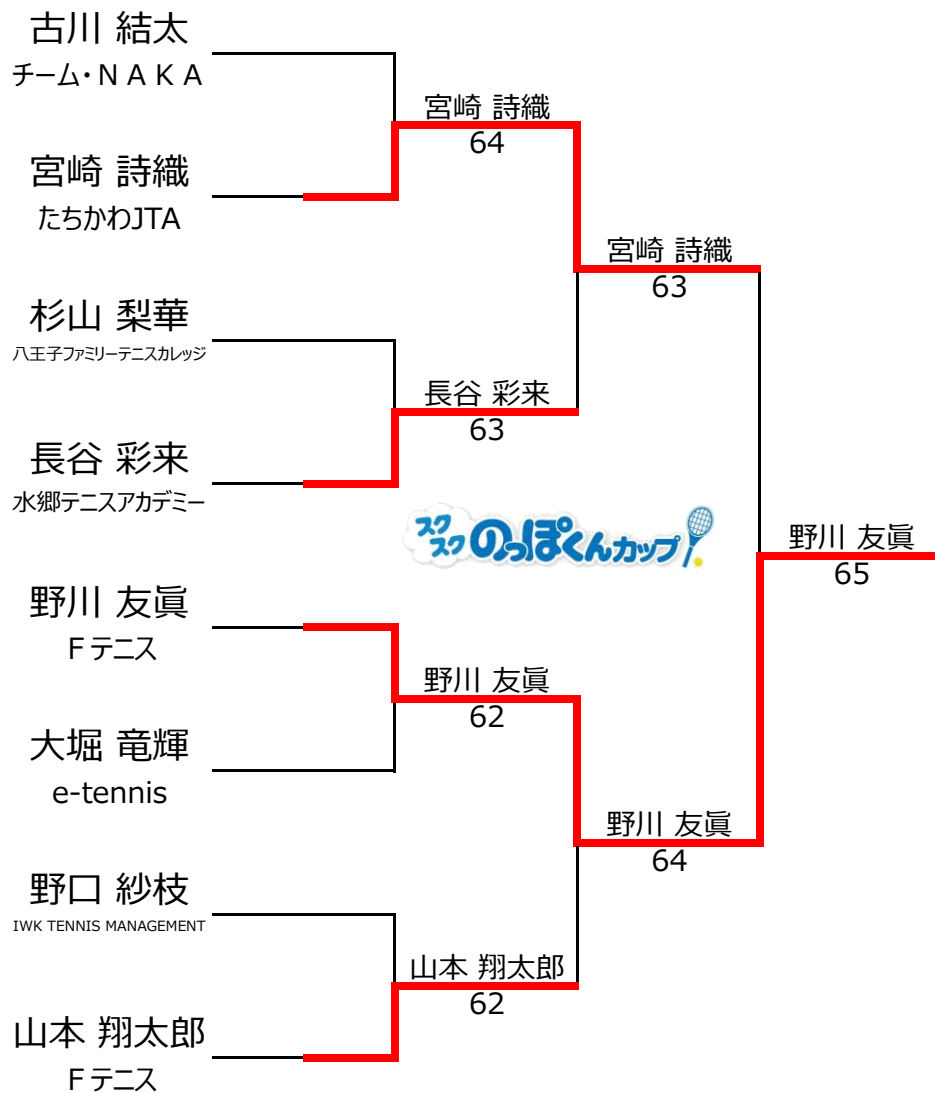 古川 結太
チーム・ＮＡＫＡ
宮崎 詩織
64
宮崎 詩織
たちかわJTA
宮崎 詩織
63
杉山 梨華
八王子ファミリーテニスカレッジ
長谷 彩来
63
長谷 彩来
水郷テニスアカデミー
スクスク のっぽくんカップ
野川 友眞
65
野川 友眞
Ｆテニス
野川 友眞
62
大堀 竜輝
e-tennis
野川 友眞
64
野口 紗枝
IWK TENNIS MANAGEMENT
山本 翔太郎
62
山本 翔太郎
Ｆテニス